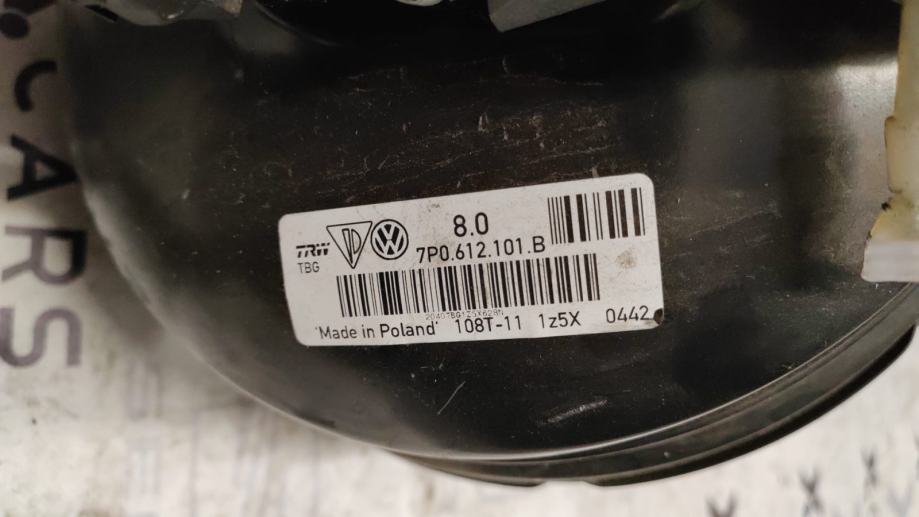 CARS
8.0
TRW
7P0.612.101.B
TBG
'Made in Poland' 108T-11 1z5X 0442